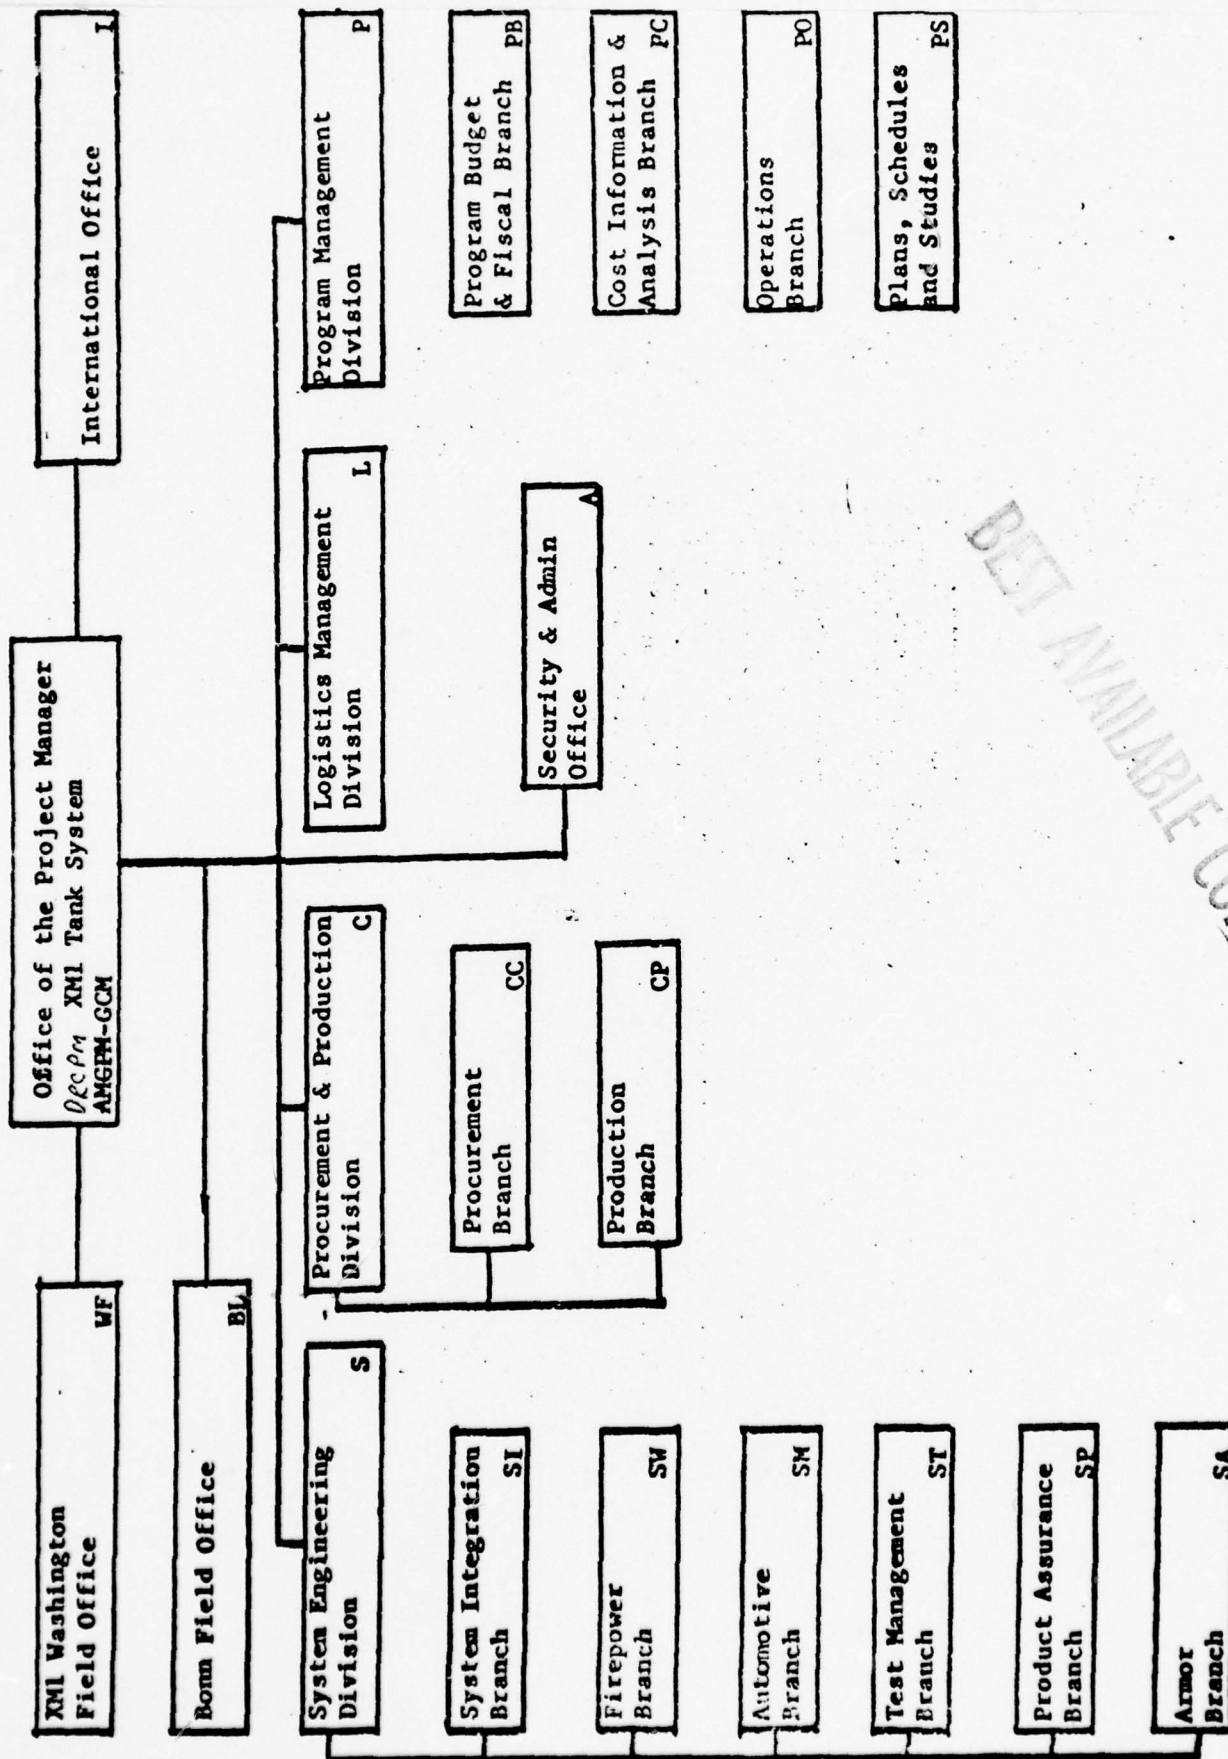 Office of the Project Manager
DRCPM XM1 Tank System
AMGPM-GCM
XM1 Washington
Field Office
WF
International Office
I
Bonn Field Office
BL
System Engineering
Division
S
Procurement & Production
Division
C
Logistics Management
Division
L
Program Management
Division
P
System Integration
Branch
SI
Firepower
Branch
SW
Automotive
Branch
SM
Test Management
Branch
ST
Product Assurance
Branch
SP
Armor
Branch
SA
Procurement
Branch
CC
Production
Branch
CP
Security & Admin
Office
A
Program Budget
& Fiscal Branch
PB
Cost Information &
Analysis Branch
PC
Operations
Branch
PO
Plans, Schedules
and Studies
PS
BEST AVAILABLE